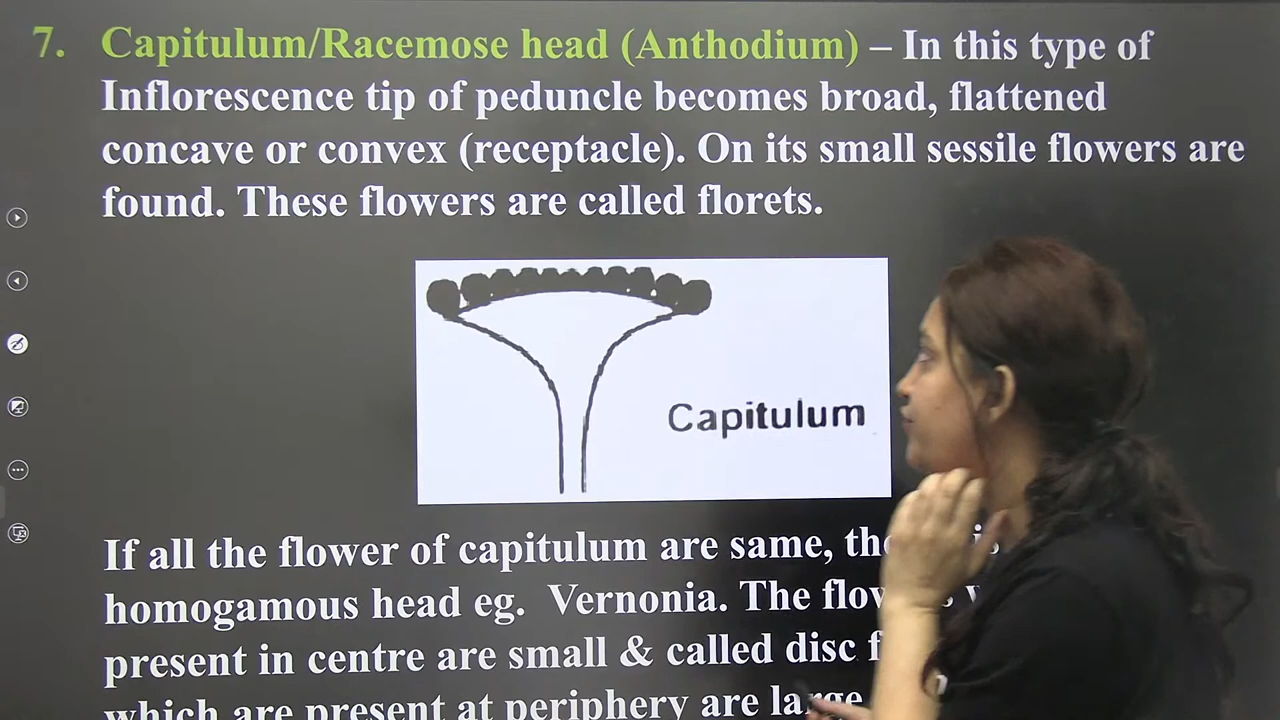 7. Capitulum/Racemose head (Anthodium) – In this type of
Inflorescence tip of peduncle becomes broad, flattened
concave or convex (receptacle). On its small sessile flowers are
found. These flowers are called florets.
Capitulum
If all the flower of capitulum are same,
homogamous head eg. Vernonia. The
present in centre are small & called disc
which are present at periphery are large